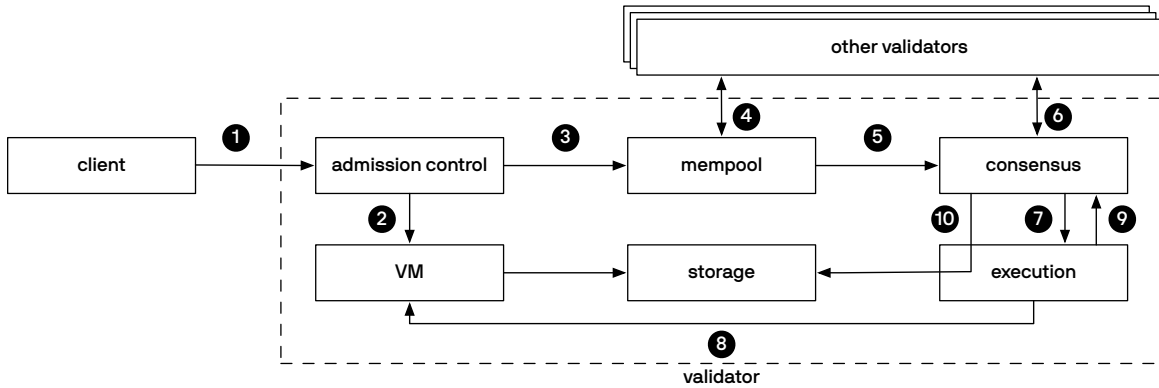 other validators
4
6
1
3
5
client
admission control
mempool
consensus
2
10
7
9
VM
storage
execution
8
validator